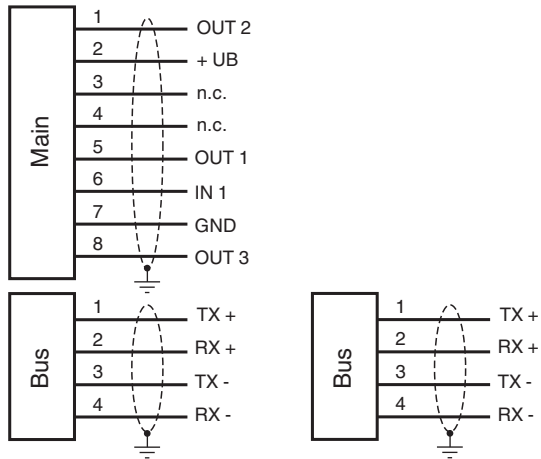 Main
1 OUT 2
2 + UB
3 n.c.
4 n.c.
5 OUT 1
6 IN 1
7 GND
8 OUT 3
Bus
1 TX +
2 RX +
3 TX -
4 RX -
Bus
1 TX +
2 RX +
3 TX -
4 RX -